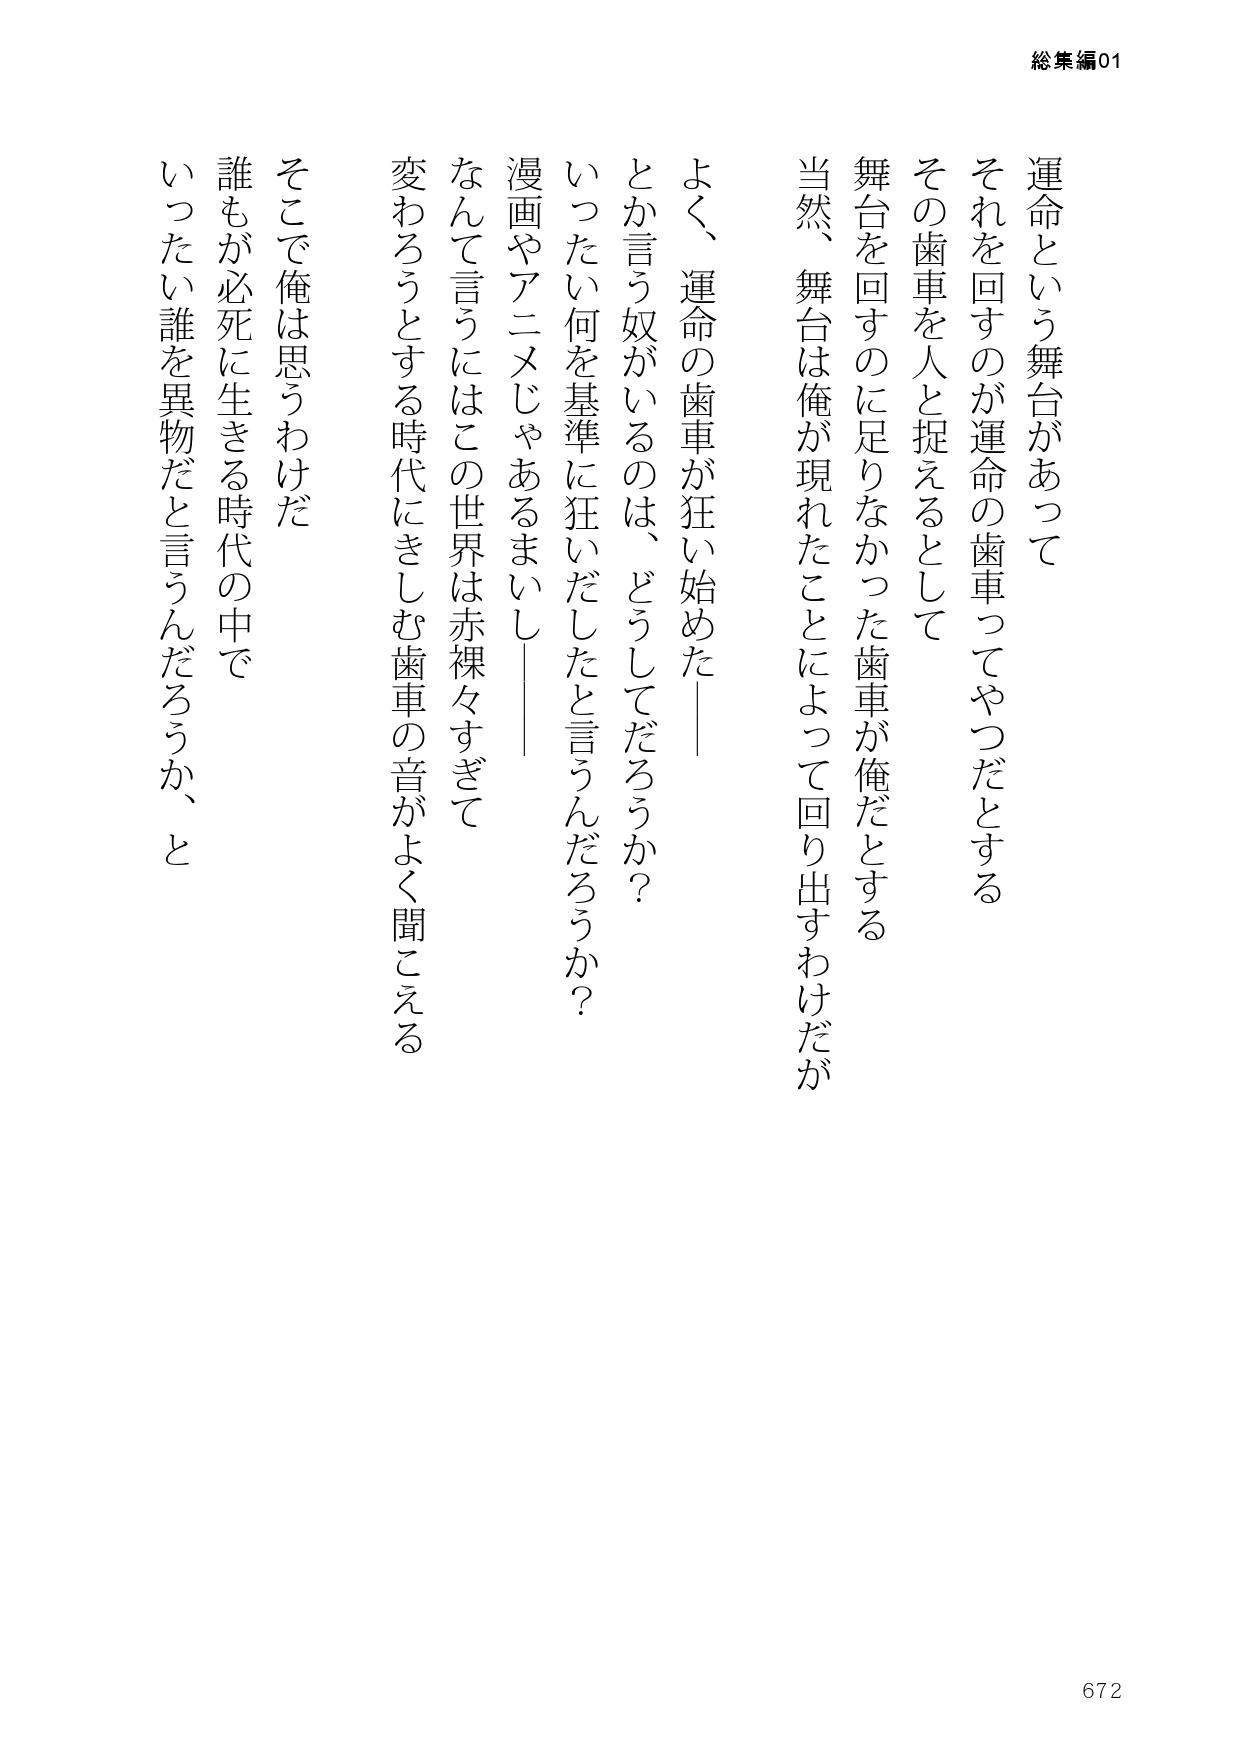 総集編01
運命という舞台があって
それを回すのが運命の歯車ってやつだとする
その歯車を人と捉えるとして
舞台を回すのに足りなかった歯車が俺だとする
当然、舞台は俺が現れたことによって回り出すわけだが
よく、運命の歯車が狂い始めた――
とか言う奴がいるのは、どうしてだろうか？
いったい何を基準に狂いだしたと言うんだろうか？
漫画やアニメじゃあるまいし―――
なんて言うにはこの世界は赤裸々すぎて
変わろうとする時代にきしむ歯車の音がよく聞こえる
そこで俺は思うわけだ
誰もが必死に生きる時代の中で
いったい誰を異物だと言うんだろうか、と
672